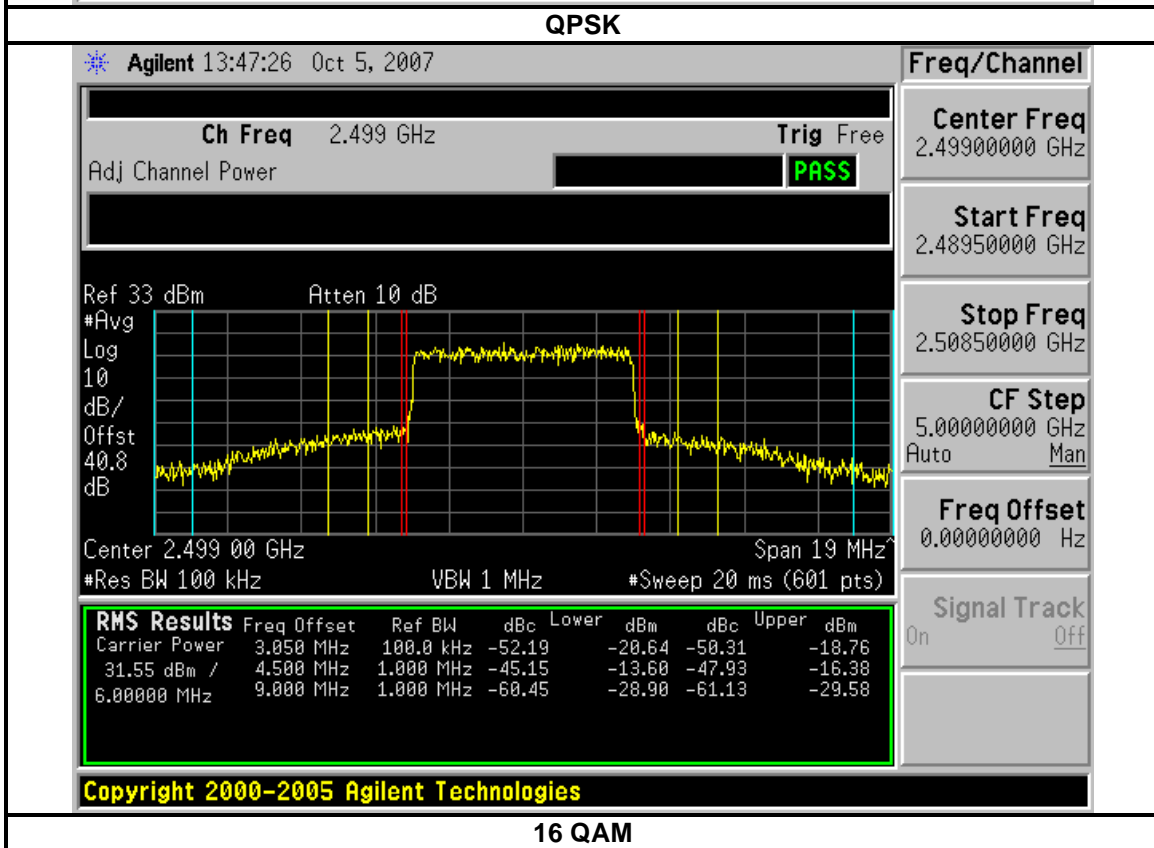 QPSK
Agilent 13:47:26 Oct 5, 2007
Freq/Channel
Ch Freq 2.499 GHz Trig Free
Adj Channel Power PASS
Center Freq
2.49900000 GHz
Start Freq
2.48950000 GHz
Stop Freq
2.50850000 GHz
CF Step
5.00000000 GHz
Auto Man
Freq Offset
0.00000000 Hz
Signal Track
On Off
Ref 33 dBm Atten 10 dB
#Avg
Log
10
dB/
Offst
40.8
dB
Center 2.499 00 GHz Span 19 MHz^
#Res BW 100 kHz VBW 1 MHz #Sweep 20 ms (601 pts)
RMS Results Freq Offset Ref BW dBc Lower dBm dBc Upper dBm
Carrier Power 3.050 MHz 100.0 kHz -52.19 -20.64 -50.31 -18.76
31.55 dBm / 4.500 MHz 1.000 MHz -45.15 -13.60 -47.93 -16.38
6.00000 MHz 9.000 MHz 1.000 MHz -60.45 -28.90 -61.13 -29.58
Copyright 2000-2005 Agilent Technologies
16 QAM